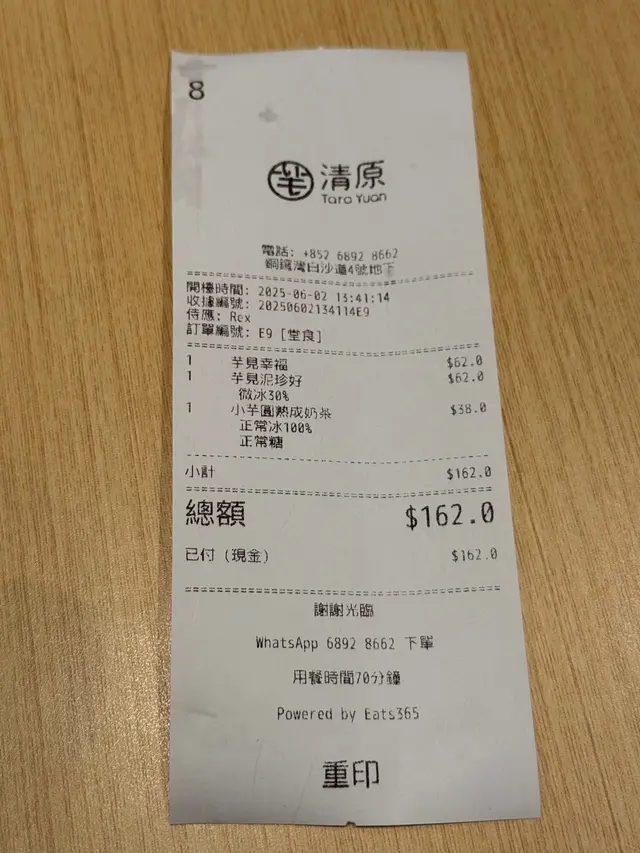 8
清原
Taro Yuan
電話: +852 6892 8662
銅鑼灣白沙道4號地下
開檯時間: 2025-06-02 13:41:14
收據編號: 20250602134114E9
侍應: Rex
訂單編號: E9 [堂食]
1 芋見幸福 $62.0
1 芋見泥珍好 $62.0
微冰30%
1 小芋圓熟成奶茶 $38.0
正常冰100%
正常糖
小計 $162.0
總額 $162.0
已付 (現金) $162.0
謝謝光臨
WhatsApp 6892 8662 下單
用餐時間70分鐘
Powered by Eats365
重印